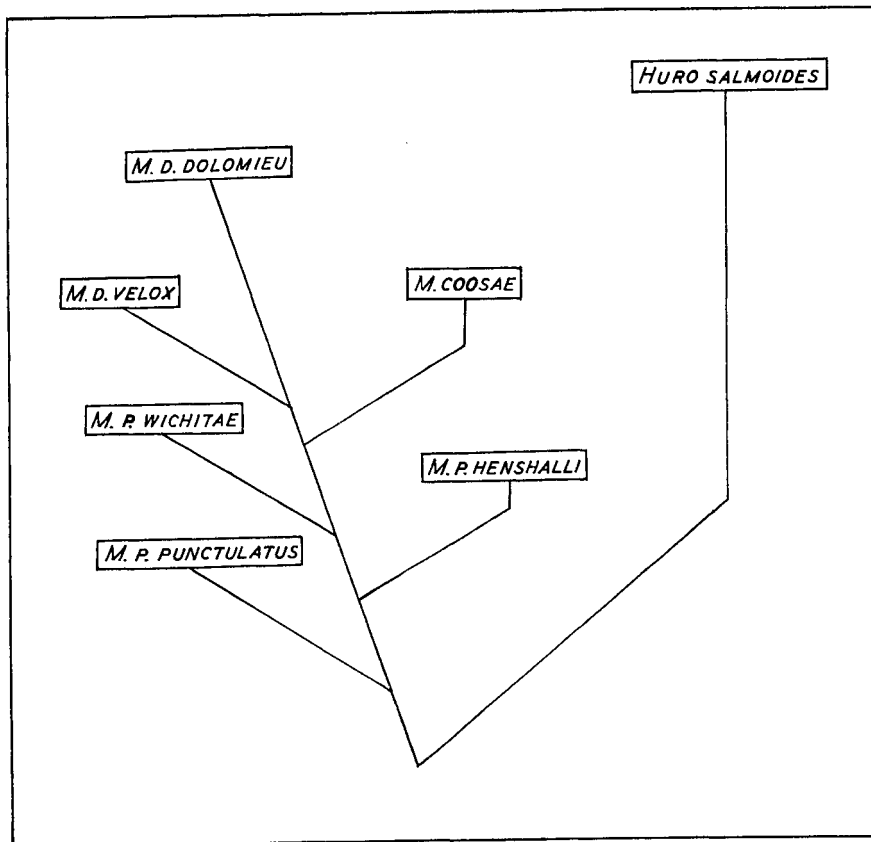 HURO SALMOIDES
M. D. DOLOMIEU
M. COOSAE
M. D. VELOX
M. P. WICHITAE
M. P. HENSHALLI
M. P. PUNCTULATUS